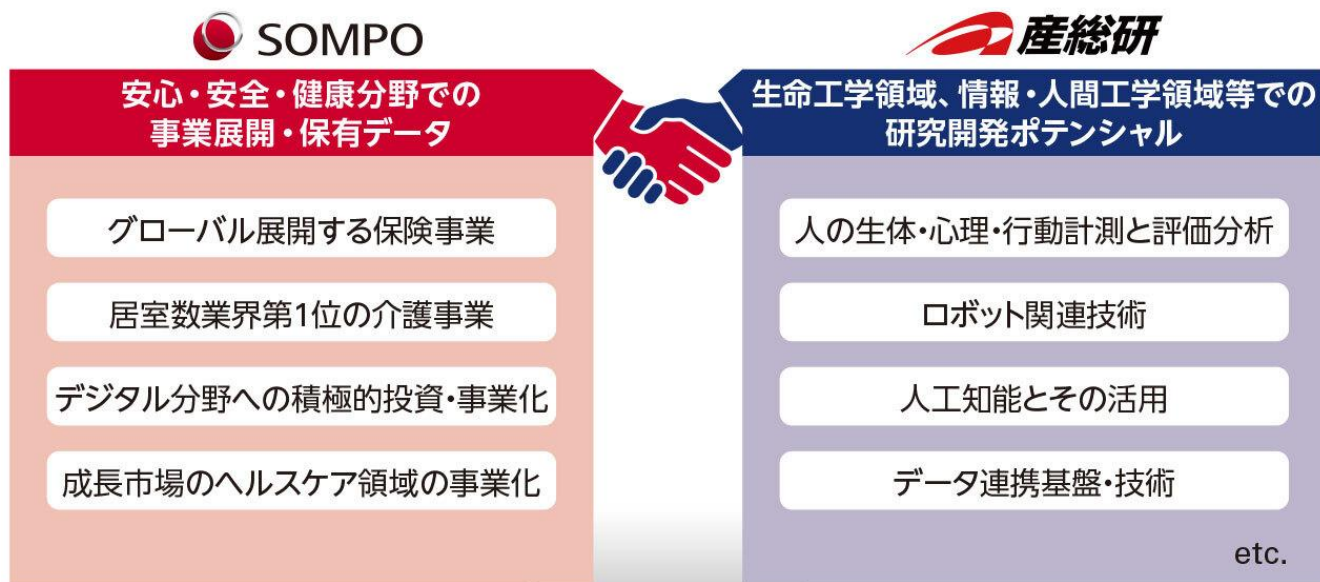 SOMPO
安心・安全・健康分野での
事業展開・保有データ
グローバル展開する保険事業
居室数業界第1位の介護事業
デジタル分野への積極的投資・事業化
成長市場のヘルスケア領域の事業化
産総研
生命工学領域、情報・人間工学領域等での
研究開発ポテンシャル
人の生体・心理・行動計測と評価分析
ロボット関連技術
人工知能とその活用
データ連携基盤・技術
etc.